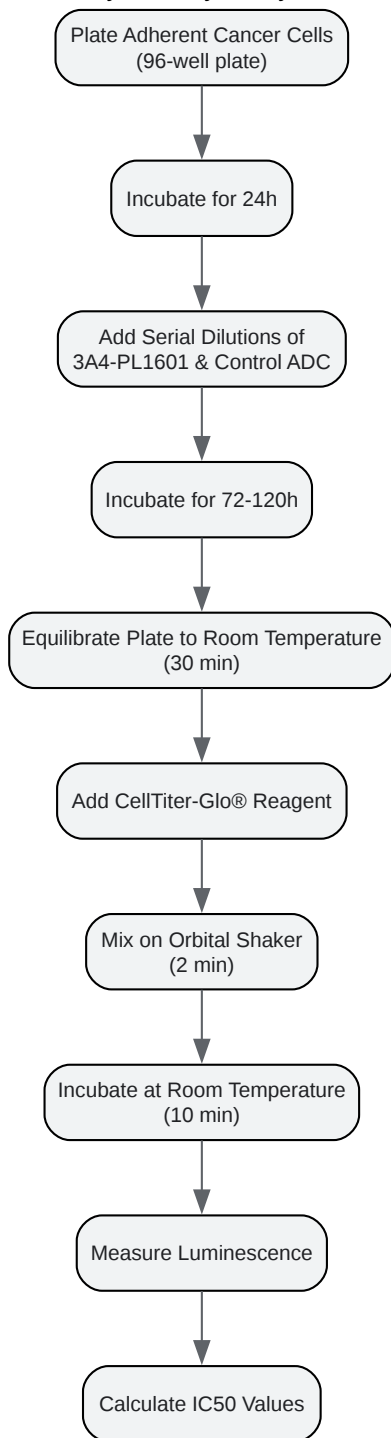 Plate Adherent Cancer Cells
(96-well plate)
Incubate for 24h
Add Serial Dilutions of
3A4-PL1601 & Control ADC
Incubate for 72-120h
Equilibrate Plate to Room Temperature
(30 min)
Add CellTiter-Glo® Reagent
Mix on Orbital Shaker
(2 min)
Incubate at Room Temperature
(10 min)
Measure Luminescence
Calculate IC50 Values